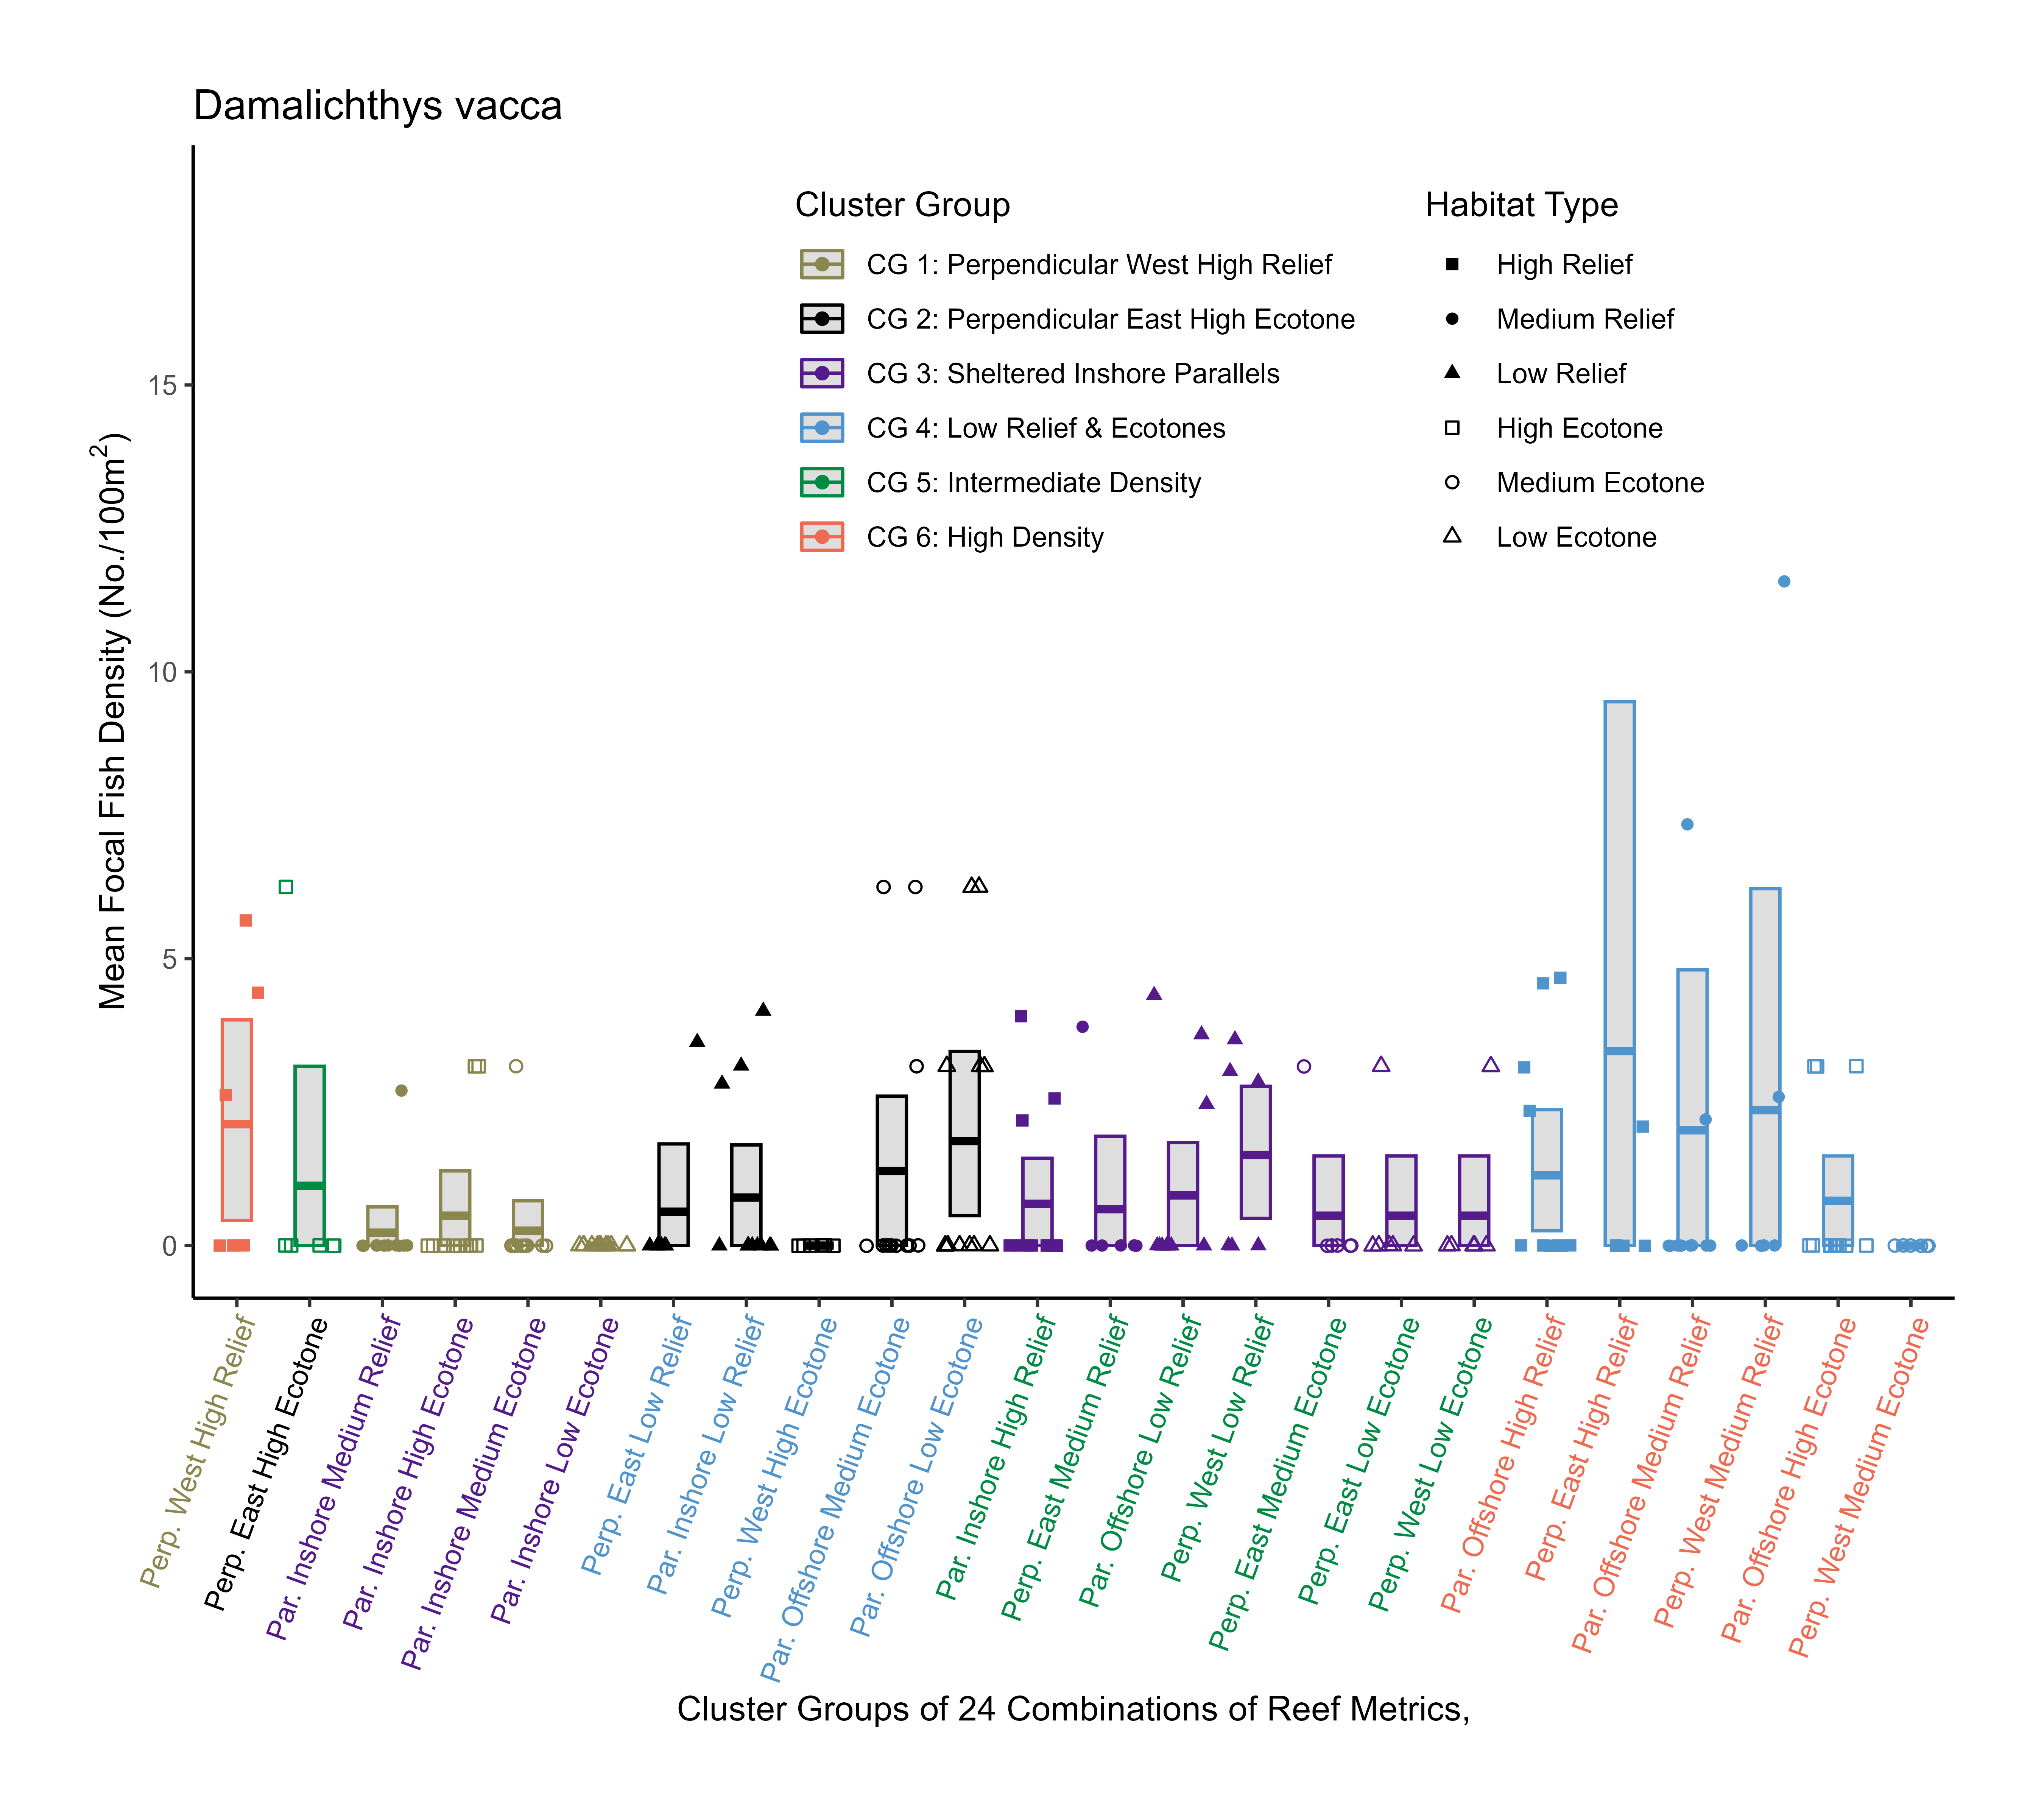 Damalichthys vacca
Cluster Group
CG 1: Perpendicular West High Relief
CG 2: Perpendicular East High Ecotone
CG 3: Sheltered Inshore Parallels
CG 4: Low Relief & Ecotones
CG 5: Intermediate Density
CG 6: High Density
Habitat Type
High Relief
Medium Relief
Low Relief
High Ecotone
Medium Ecotone
Low Ecotone
Mean Focal Fish Density (No./100m²)
15
10
5
0
Perp. West High Relief
Perp. East High Ecotone
Par. Inshore Medium Relief
Par. Inshore High Ecotone
Par. Inshore Medium Ecotone
Par. Inshore Low Ecotone
Perp. East Low Relief
Par. Inshore Low Relief
Perp. West High Ecotone
Par. Offshore Medium Ecotone
Par. Offshore Low Ecotone
Par. Inshore High Relief
Perp. East Medium Relief
Par. Offshore Low Relief
Perp. West Low Relief
Perp. East Medium Ecotone
Perp. East Low Ecotone
Perp. West Low Ecotone
Par. Offshore High Relief
Perp. East High Relief
Par. Offshore Medium Relief
Perp. West Medium Relief
Par. Offshore High Ecotone
Perp. West Medium Ecotone
Cluster Groups of 24 Combinations of Reef Metrics,